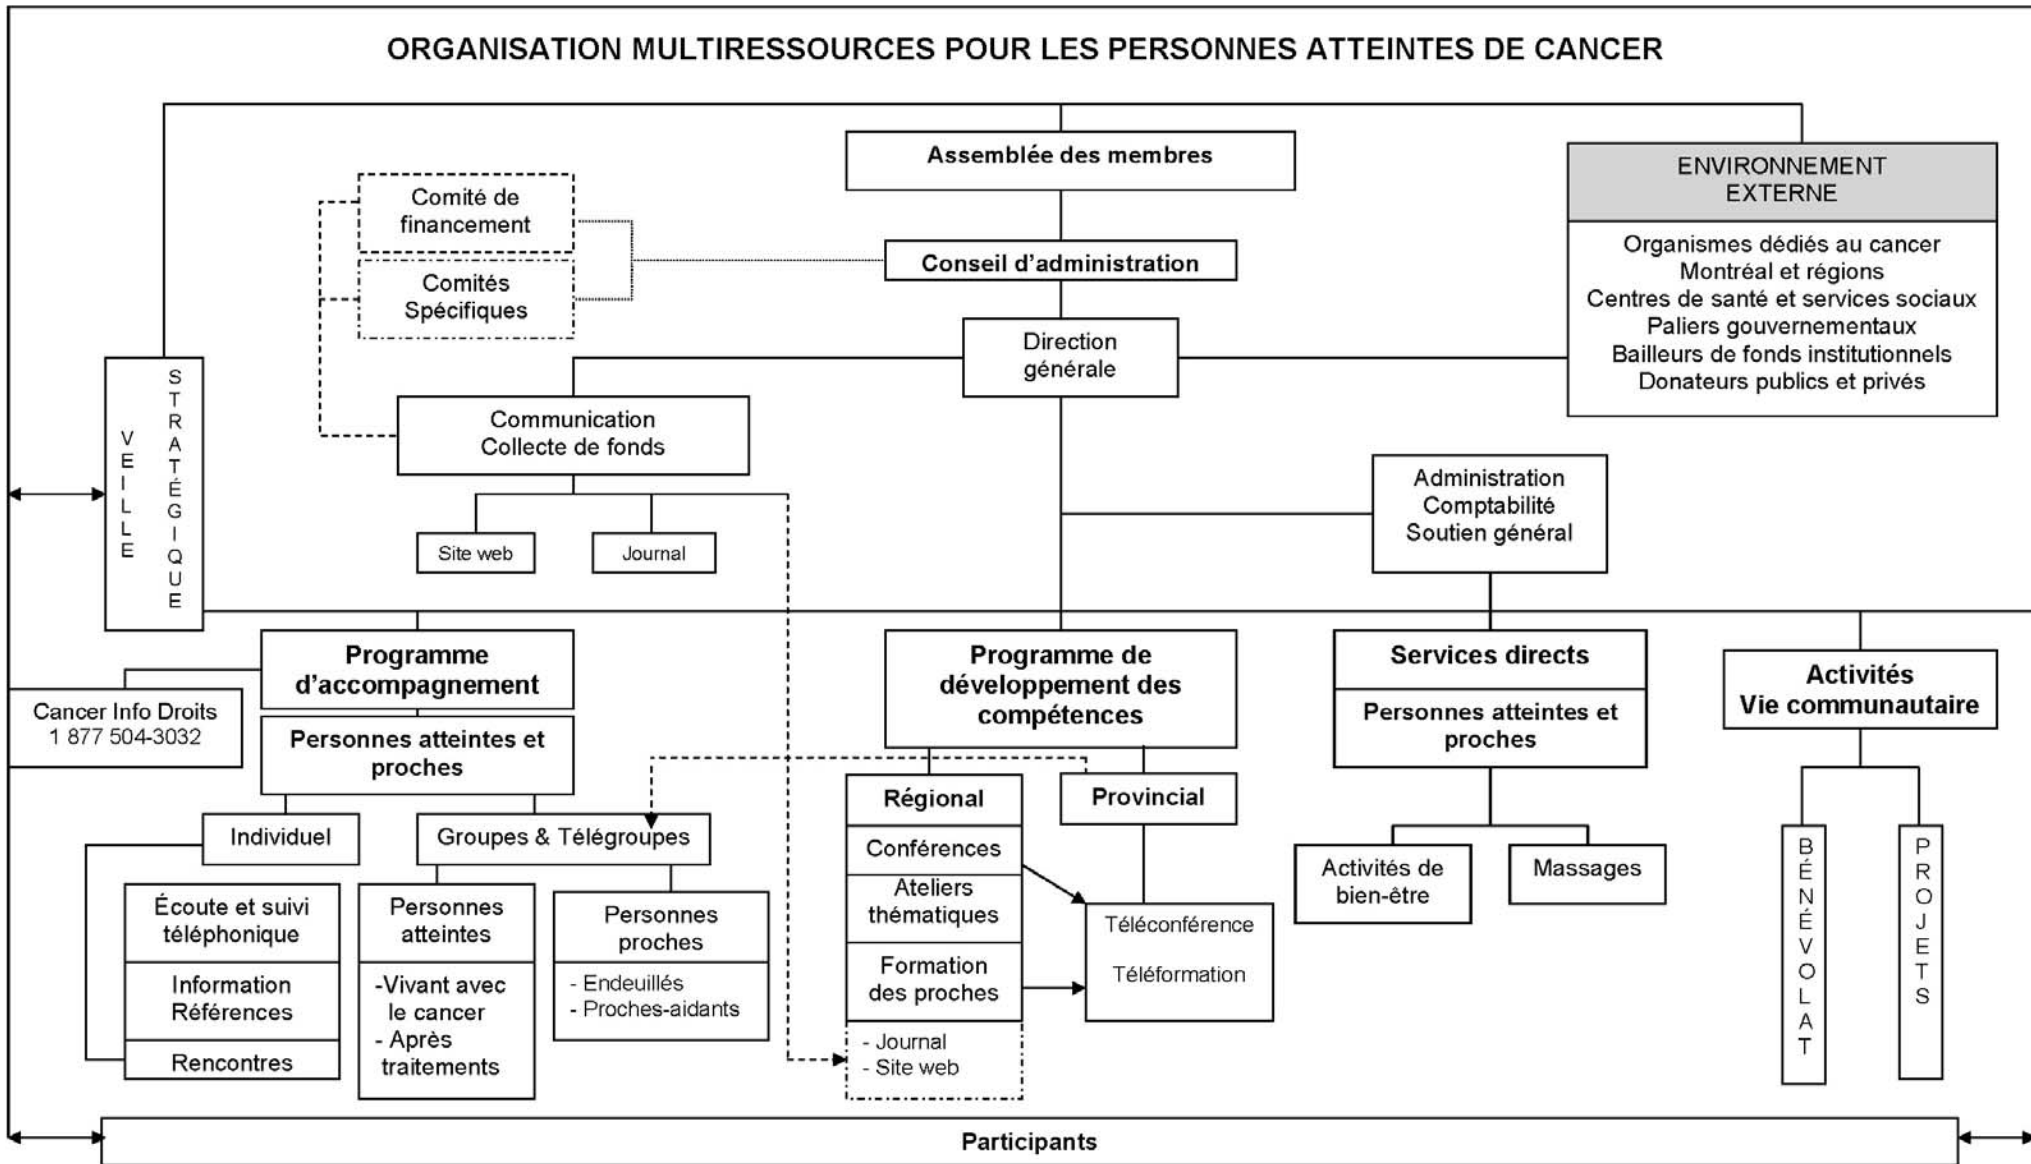 ORGANISATION MULTIRESSOURCES POUR LES PERSONNES ATTEINTES DE CANCER
Assemblée des membres
ENVIRONNEMENT
EXTERNE
Organismes dédiés au cancer
Montréal et régions
Centres de santé et services sociaux
Paliers gouvernementaux
Bailleurs de fonds institutionnels
Donateurs publics et privés
Comité de
financement
Comités
Spécifiques
Conseil d'administration
Direction
générale
VEILLE
STRATÉGIQUE
Communication
Collecte de fonds
Site web
Journal
Administration
Comptabilité
Soutien général
Programme
d'accompagnement
Cancer Info Droits
1 877 504-3032
Personnes atteintes et
proches
Individuel
Groupes & Télégroupes
Écoute et suivi
téléphonique
Information
Références
Rencontres
Personnes
atteintes
-Vivant avec
le cancer
- Après
traitements
Personnes
proches
- Endeuillés
- Proches-aidants
Programme de
développement des
compétences
Régional
Conférences
Ateliers
thématiques
Formation
des proches
- Journal
- Site web
Provincial
Téléconférence
Téléformation
Services directs
Personnes atteintes et
proches
Activités de
bien-être
Massages
Activités
Vie communautaire
BÉNÉVOLAT
PROJETS
Participants